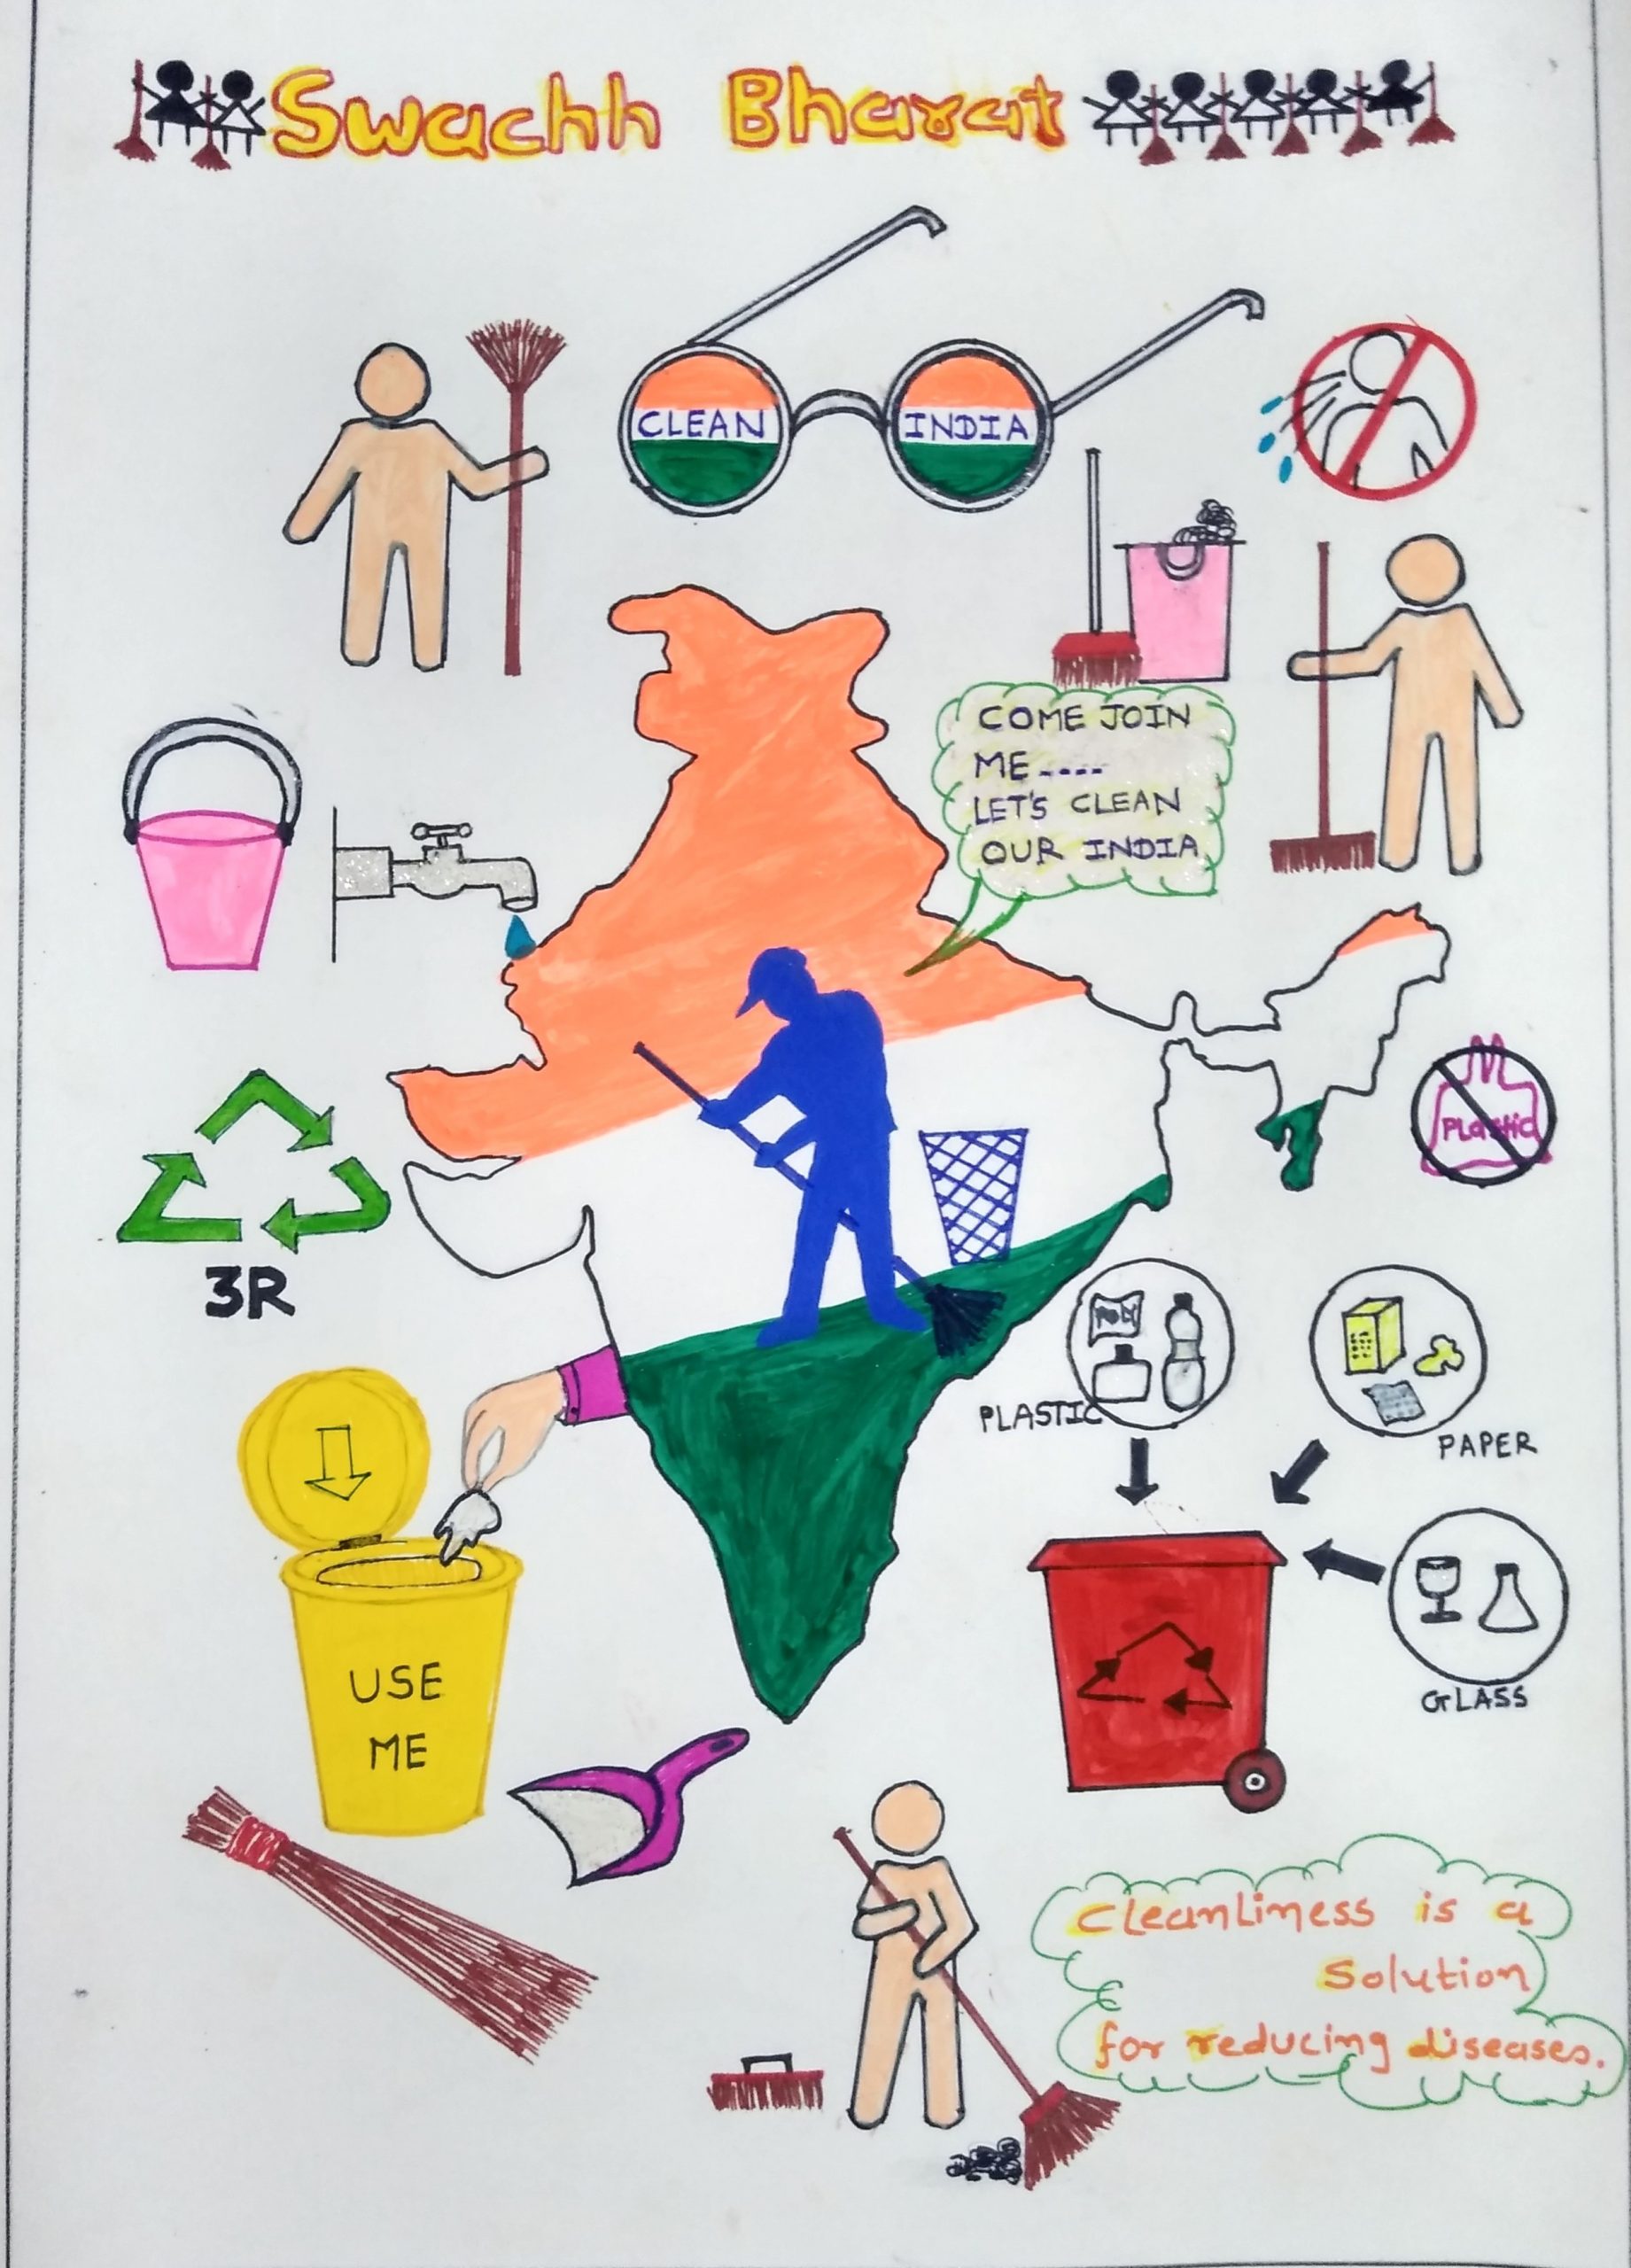 Swachh Bharat
CLEAN INDIA
COME JOIN
ME----
LET'S CLEAN
OUR INDIA
Plastic
3R
POLY
PLASTIC
PAPER
GLASS
USE
ME
Cleanliness is a
Solution
for reducing diseases.